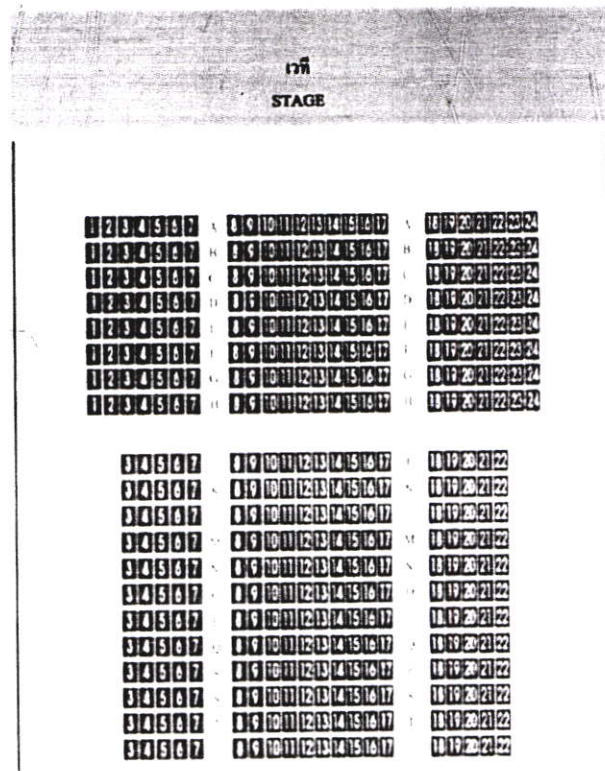 เวที
STAGE
1 2 3 4 5 6 7 A 8 9 10 11 12 13 14 15 16 17 A 18 19 20 21 22 23 24
1 2 3 4 5 6 7 B 8 9 10 11 12 13 14 15 16 17 B 18 19 20 21 22 23 24
1 2 3 4 5 6 7 C 8 9 10 11 12 13 14 15 16 17 C 18 19 20 21 22 23 24
1 2 3 4 5 6 7 D 8 9 10 11 12 13 14 15 16 17 D 18 19 20 21 22 23 24
1 2 3 4 5 6 7 8 9 10 11 12 13 14 15 16 17 18 19 20 21 22 23 24
1 2 3 4 5 6 7 8 9 10 11 12 13 14 15 16 17 18 19 20 21 22 23 24
1 2 3 4 5 6 7 G 8 9 10 11 12 13 14 15 16 17 G 18 19 20 21 22 23 24
1 2 3 4 5 6 7 H 8 9 10 11 12 13 14 15 16 17 H 18 19 20 21 22 23 24
3 4 5 6 7 8 9 10 11 12 13 14 15 16 17 18 19 20 21 22
3 4 5 6 7 8 9 10 11 12 13 14 15 16 17 18 19 20 21 22
3 4 5 6 7 8 9 10 11 12 13 14 15 16 17 18 19 20 21 22
3 4 5 6 7 M 8 9 10 11 12 13 14 15 16 17 M 18 19 20 21 22
3 4 5 6 7 N 8 9 10 11 12 13 14 15 16 17 N 18 19 20 21 22
3 4 5 6 7 8 9 10 11 12 13 14 15 16 17 O 18 19 20 21 22
3 4 5 6 7 8 9 10 11 12 13 14 15 16 17 18 19 20 21 22
3 4 5 6 7 Q 8 9 10 11 12 13 14 15 16 17 18 19 20 21 22
3 4 5 6 7 8 9 10 11 12 13 14 15 16 17 18 19 20 21 22
3 4 5 6 7 8 9 10 11 12 13 14 15 16 17 18 19 20 21 22
3 4 5 6 7 8 9 10 11 12 13 14 15 16 17 18 19 20 21 22
3 4 5 6 7 8 9 10 11 12 13 14 15 16 17 18 19 20 21 22